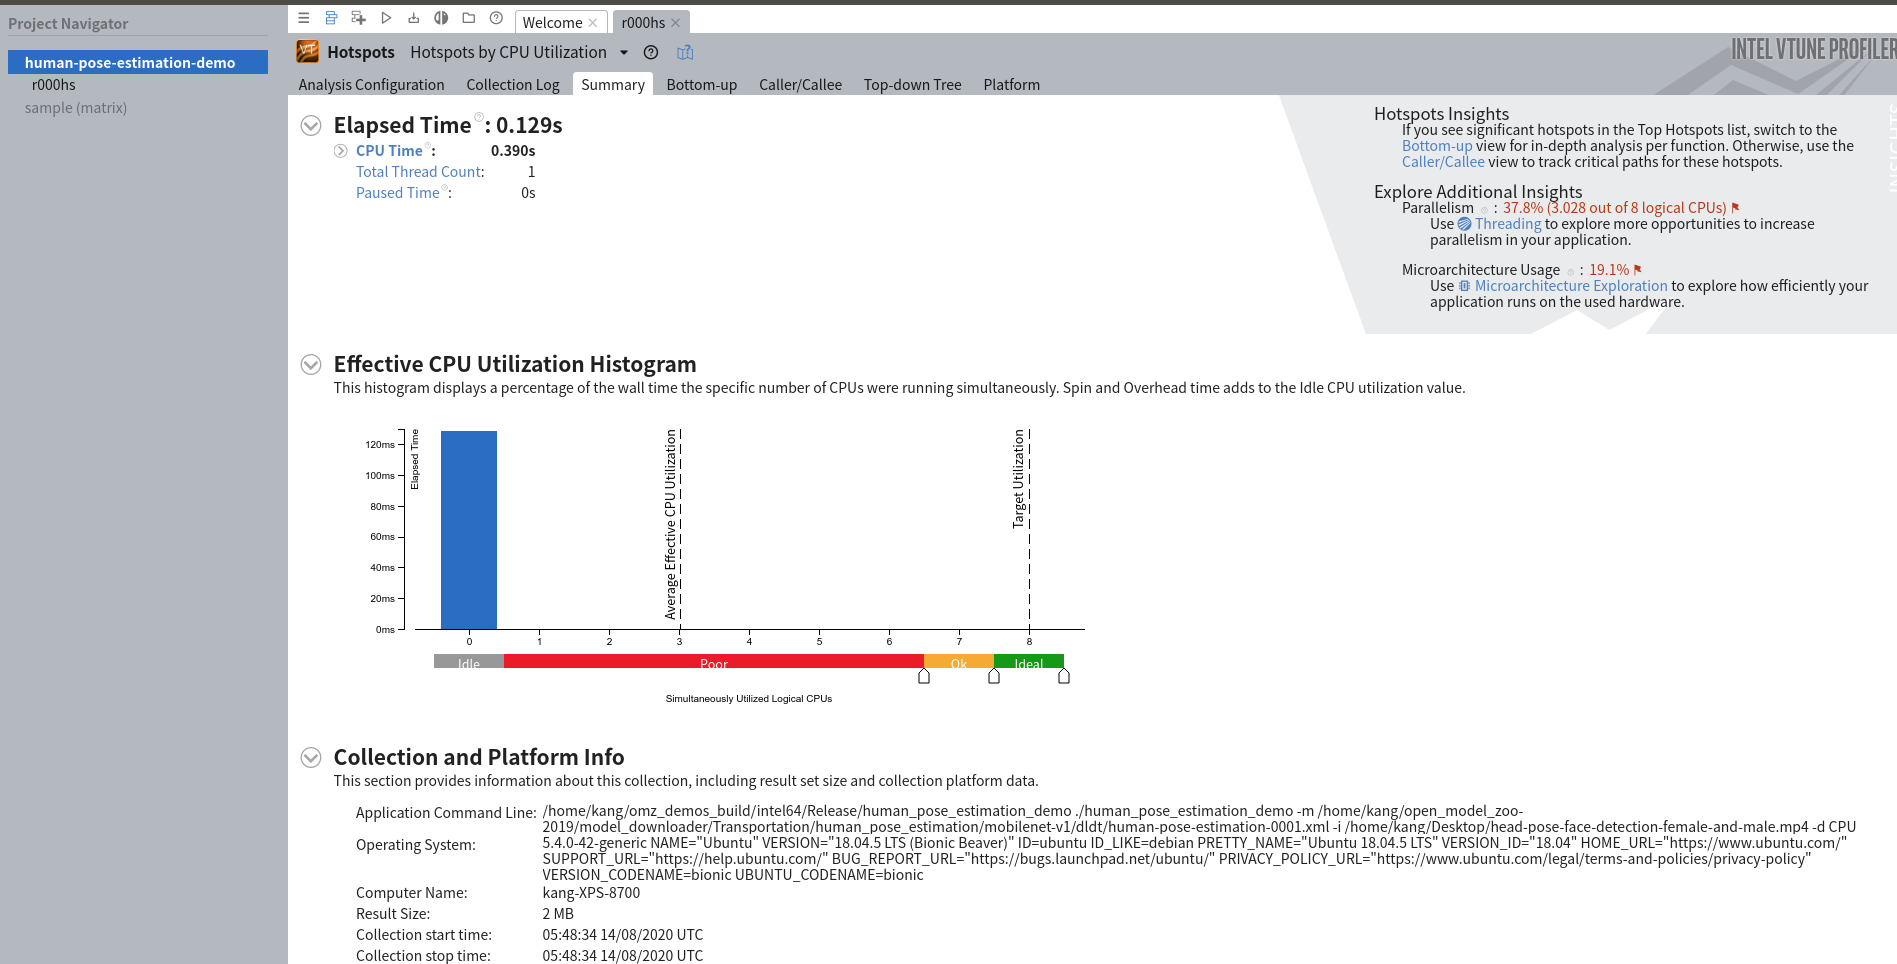 Project Navigator
human-pose-estimation-demo
r000hs
sample (matrix)
Welcome
r000hs
Hotspots Hotspots by CPU Utilization
INTEL VTUNE PROFILER
Analysis Configuration Collection Log Summary Bottom-up Caller/Callee Top-down Tree Platform
Elapsed Time : 0.129s
CPU Time : 0.390s
Total Thread Count: 1
Paused Time : 0s
Hotspots Insights
If you see significant hotspots in the Top Hotspots list, switch to the
Bottom-up view for in-depth analysis per function. Otherwise, use the
Caller/Callee view to track critical paths for these hotspots.
Explore Additional Insights
Parallelism : 37.8% (3.028 out of 8 logical CPUs)
Use Threading to explore more opportunities to increase
parallelism in your application.
Microarchitecture Usage : 19.1%
Use Microarchitecture Exploration to explore how efficiently your
application runs on the used hardware.
INSIGHTS
Effective CPU Utilization Histogram
This histogram displays a percentage of the wall time the specific number of CPUs were running simultaneously. Spin and Overhead time adds to the Idle CPU utilization value.
Elapsed Time
120ms
100ms
80ms
60ms
40ms
20ms
0ms
Average Effective CPU Utilization
Target Utilization
0 1 2 3 4 5 6 7 8
Idle Poor Ok Ideal
Simultaneously Utilized Logical CPUs
Collection and Platform Info
This section provides information about this collection, including result set size and collection platform data.
Application Command Line: /home/kang/omz_demos_build/intel64/Release/human_pose_estimation_demo ./human_pose_estimation_demo -m /home/kang/open_model_zoo-
2019/model_downloader/Transportation/human_pose_estimation/mobilenet-v1/dldt/human-pose-estimation-0001.xml -i /home/kang/Desktop/head-pose-face-detection-female-and-male.mp4 -d CPU
Operating System: 5.4.0-42-generic NAME="Ubuntu" VERSION="18.04.5 LTS (Bionic Beaver)" ID=ubuntu ID_LIKE=debian PRETTY_NAME="Ubuntu 18.04.5 LTS" VERSION_ID="18.04" HOME_URL="https://www.ubuntu.com/"
SUPPORT_URL="https://help.ubuntu.com/" BUG_REPORT_URL="https://bugs.launchpad.net/ubuntu/" PRIVACY_POLICY_URL="https://www.ubuntu.com/legal/terms-and-policies/privacy-policy"
VERSION_CODENAME=bionic UBUNTU_CODENAME=bionic
Computer Name: kang-XPS-8700
Result Size: 2 MB
Collection start time: 05:48:34 14/08/2020 UTC
Collection stop time: 05:48:34 14/08/2020 UTC